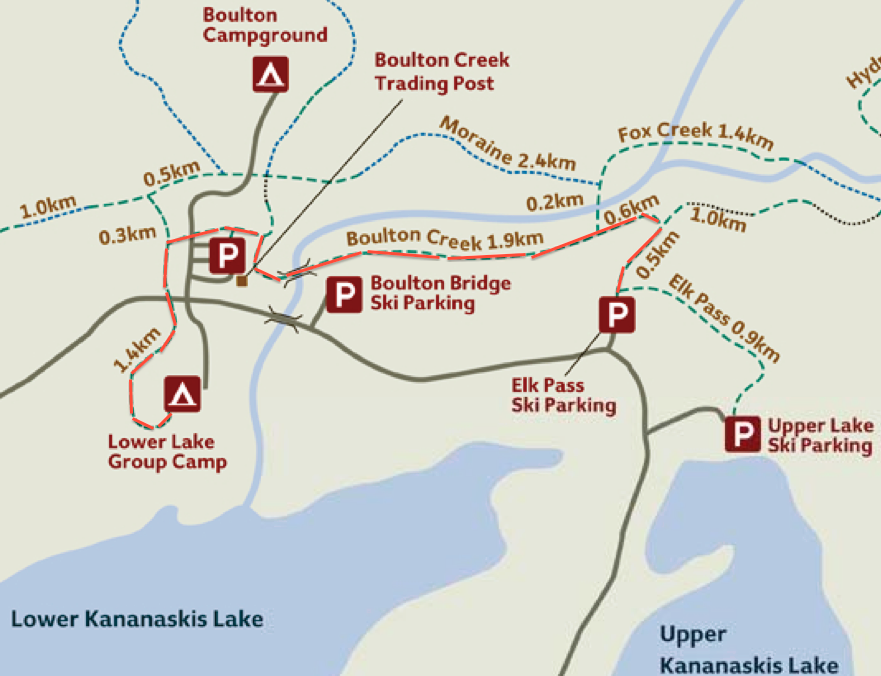 Boulton
Campground
Boulton Creek
Trading Post
Moraine 2.4km
Fox Creek 1.4km
0.5km
1.0km
0.3km
0.2km
0.6km
1.0km
P
Boulton Creek 1.9km
0.5km
Boulton Bridge
Ski Parking
P
Elk Pass 0.9km
P
1.4km
Elk Pass
Ski Parking
Lower Lake
Group Camp
P
Upper Lake
Ski Parking
Lower Kananaskis Lake
Upper
Kananaskis Lake